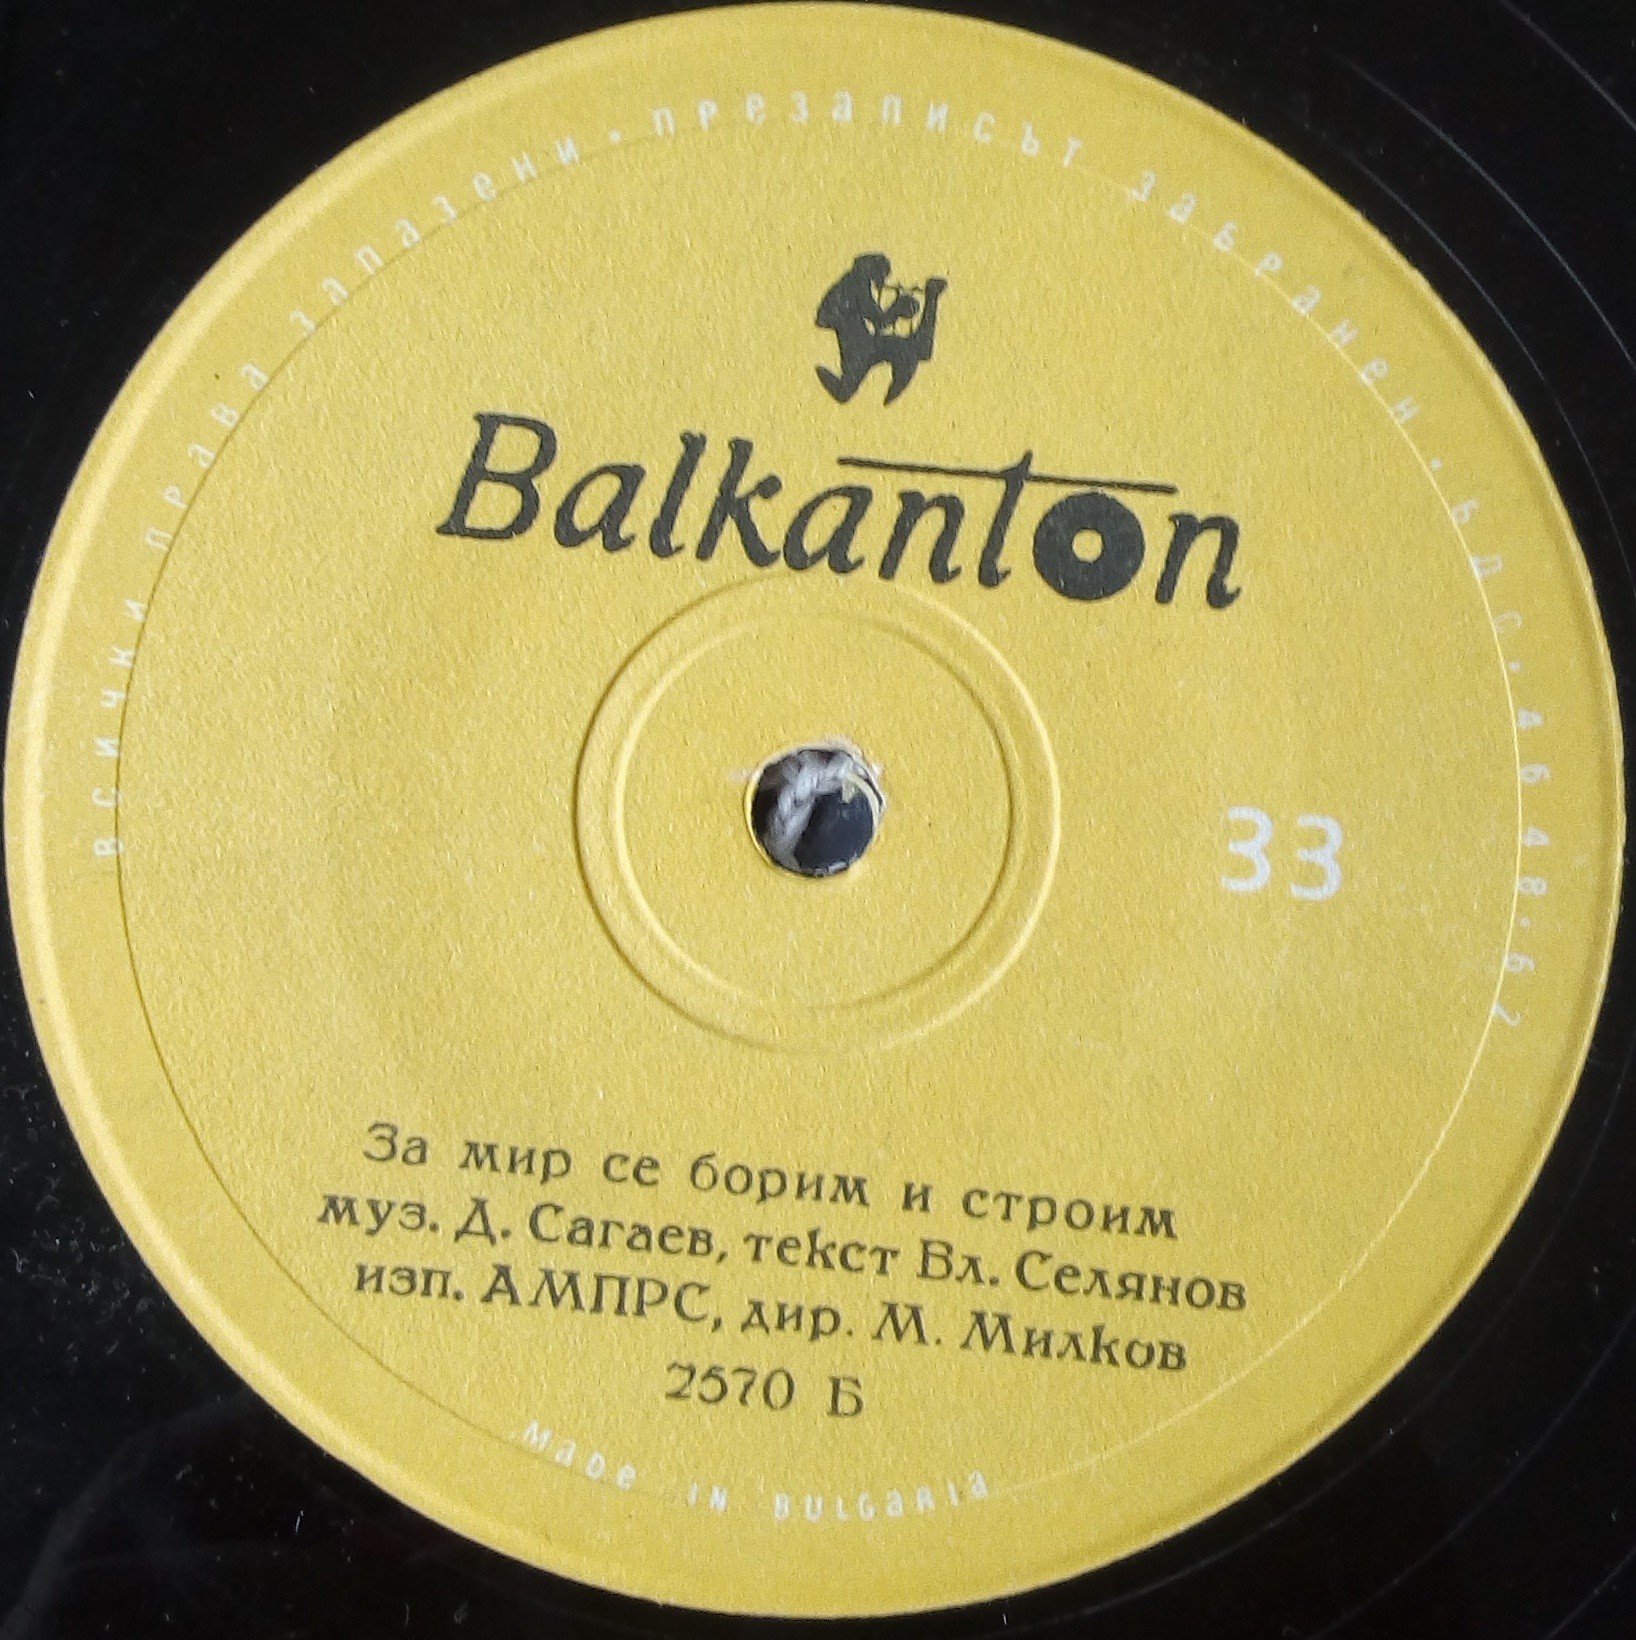 всички права запазени · презаписът забранен · БДС · 4648·62
Balkanton
33
За мир се борим и строим
муз. Д. Сагаев, текст Вл. Селянов
изп. АМПРС, дир. М. Милков
2570 Б
MADE IN BULGARIA